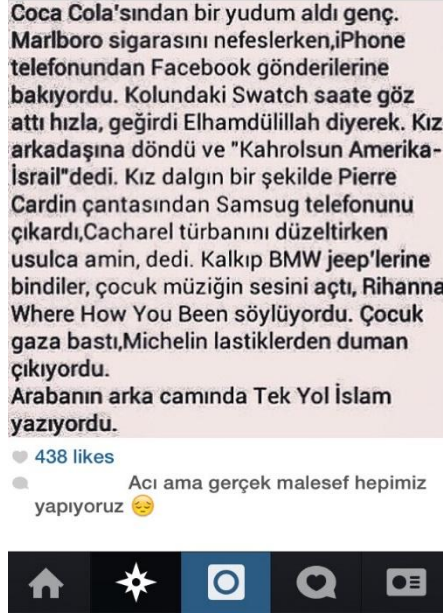 Coca Cola'sından bir yudum aldı genç.
Marlboro sigarasını nefeslerken,iPhone
telefonundan Facebook gönderilerine
bakıyordu. Kolundaki Swatch saate göz
attı hızla, geğirdi Elhamdülillah diyerek. Kız
arkadaşına döndü ve "Kahrolsun Amerika-
İsrail"dedi. Kız dalgın bir şekilde Pierre
Cardin çantasından Samsug telefonunu
çıkardı,Cacharel türbanını düzeltirken
usulca amin, dedi. Kalkıp BMW jeep'lerine
bindiler, çocuk müziğin sesini açtı, Rihanna
Where How You Been söylüyordu. Çocuk
gaza bastı,Michelin lastiklerden duman
çıkıyordu.
Arabanın arka camında Tek Yol İslam
yazıyordu.
438 likes
Acı ama gerçek malesef hepimiz
yapıyoruz 😔